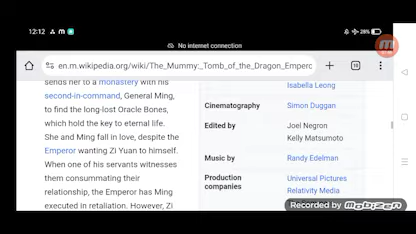 12:12
28%
No internet connection
en.m.wikipedia.org/wiki/The_Mummy:_Tomb_of_the_Dragon_Emperc
10
sends her to a monastery with his
second-in-command, General Ming,
to find the long-lost Oracle Bones,
which hold the key to eternal life.
She and Ming fall in love, despite the
Emperor wanting Zi Yuan to himself.
When one of his servants witnesses
them consummating their
relationship, the Emperor has Ming
executed in retaliation. However, Zi
Isabella Leong
Cinematography Simon Duggan
Edited by Joel Negron
Kelly Matsumoto
Music by Randy Edelman
Production Universal Pictures
companies Relativity Media
Recorded by mobizen